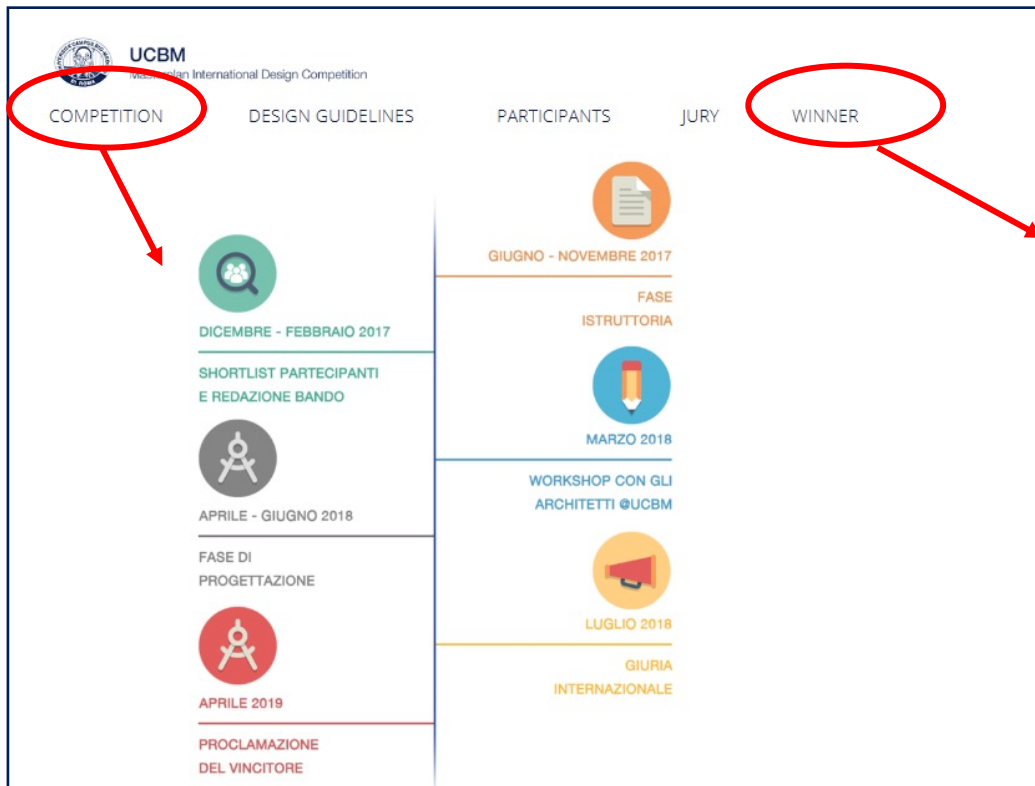 UCBM
Masterplan International Design Competition
COMPETITION DESIGN GUIDELINES PARTICIPANTS JURY WINNER
GIUGNO - NOVEMBRE 2017
FASE
ISTRUTTORIA
DICEMBRE - FEBBRAIO 2017
SHORTLIST PARTECIPANTI
E REDAZIONE BANDO
MARZO 2018
WORKSHOP CON GLI
ARCHITETTI @UCBM
APRILE - GIUGNO 2018
FASE DI
PROGETTAZIONE
LUGLIO 2018
GIURIA
INTERNAZIONALE
APRILE 2019
PROCLAMAZIONE
DEL VINCITORE